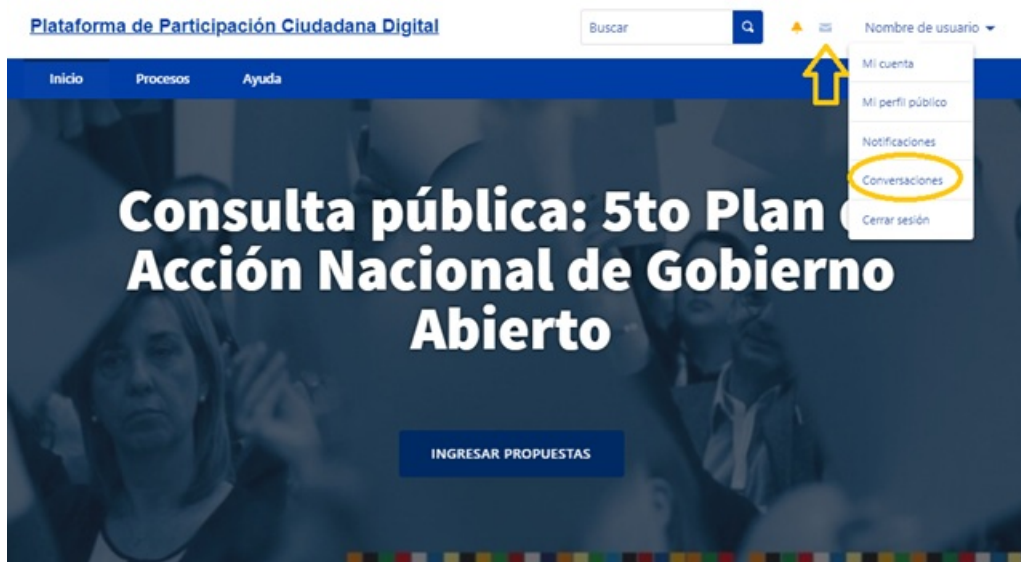 Plataforma de Participación Ciudadana Digital
Buscar
Nombre de usuario
Inicio
Procesos
Ayuda
Mi cuenta
Mi perfil público
Notificaciones
Conversaciones
Cerrar sesión
Consulta pública: 5to Plan
Acción Nacional de Gobierno
Abierto
INGRESAR PROPUESTAS